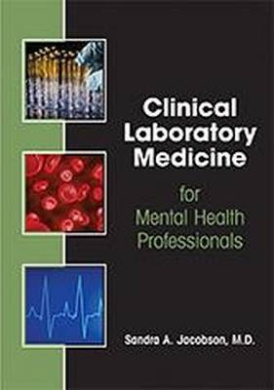 Clinical
Laboratory
Medicine
for
Mental Health
Professionals
Sandra A. Jacobson, M.D.